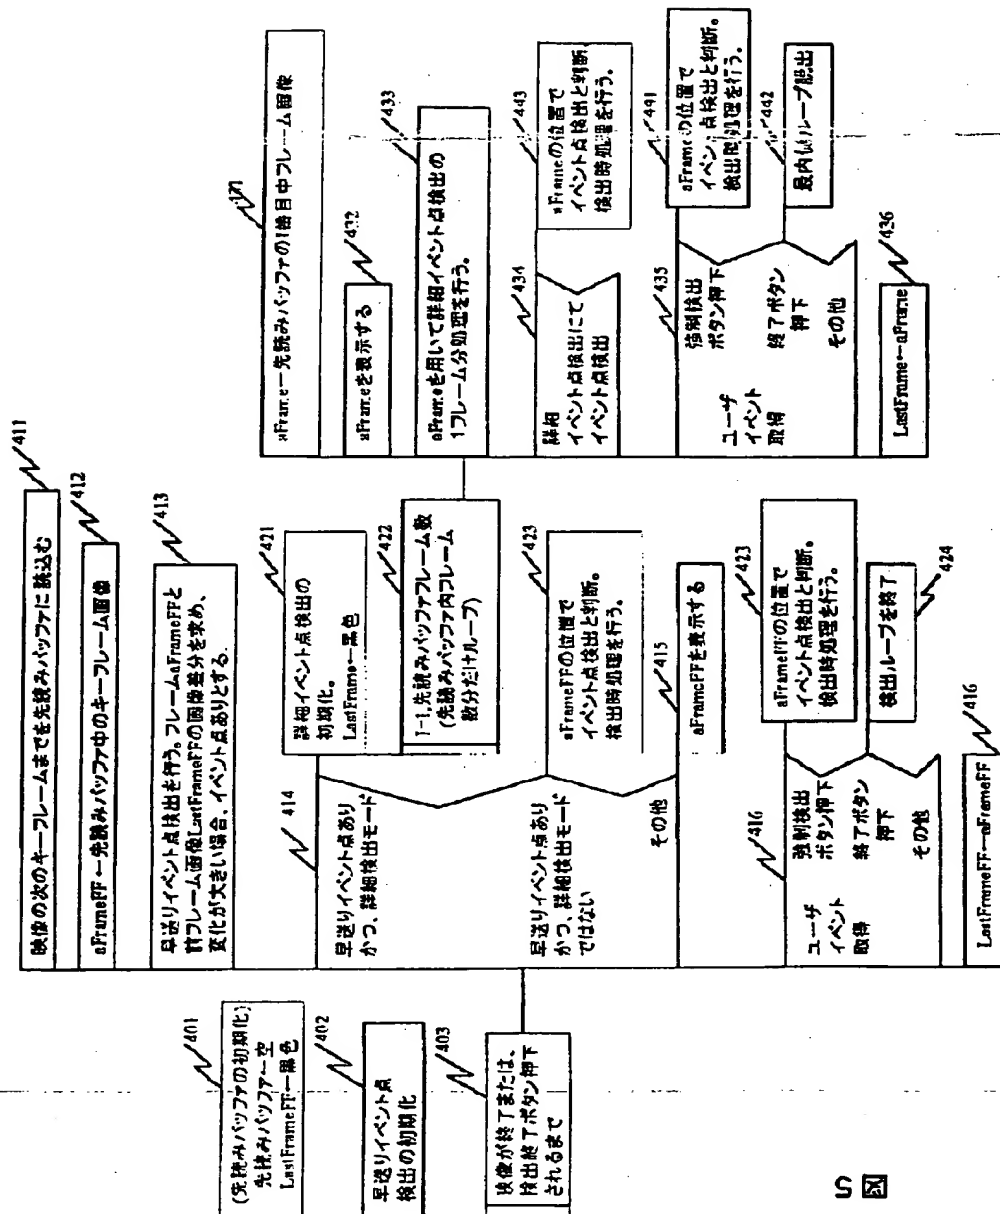 図 5
401
(先読みバッファの初期化)
先読みバッファ←空
LastFrameFF←黒色
402
早送りイベント点
検出の初期化
403
映像が終了または、
検出終了ボタン押下
されるまで
411
映像の次のキーフレームまでを先読みバッファに読込む
412
aFrameFF←先読みバッファ中のキーフレーム画像
413
早送りイベント点検出を行う。フレームaFrameFFと
前フレーム画像LastFrameFFの画像差分を求め、
変化が大きい場合、イベント点ありとする.
414
早送りイベント点あり
かつ、詳細検出モード
421
詳細イベント点検出の
初期化。
LastFrame←黒色
422
I=1,先読みバッファフレーム数
(先読みバッファ内フレーム
数分だけループ)
早送りイベント点あり
かつ、詳細検出モード
ではない
423
aFrameFFの位置で
イベント点検出と判断。
検出時処理を行う。
その他
415
aFrameFFを表示する
416
ユーザ
イベント
取得
強制検出
ボタン押下
423
aFrameFFの位置で
イベント点検出と判断。
検出時処理を行う。
終了ボタン
押下
424
検出ループを終了
その他
416
LastFrameFF←aFrameFF
aFrame←先読みバッファの1番目中フレーム画像
432
aFrameを表示する
433
aFrameを用いて詳細イベント点検出の
1フレーム分処理を行う。
434
詳細
イベント点検出にて
イベント点検出
443
aFrameの位置で
イベント点検出と判断.
検出時処理を行う。
435
ユーザ
イベント
取得
強制検出
ボタン押下
441
aFrameの位置で
イベント点検出と判断。
検出時処理を行う。
終了ボタン
押下
442
最内側ループ脱出
その他
436
LastFrame←aFrame